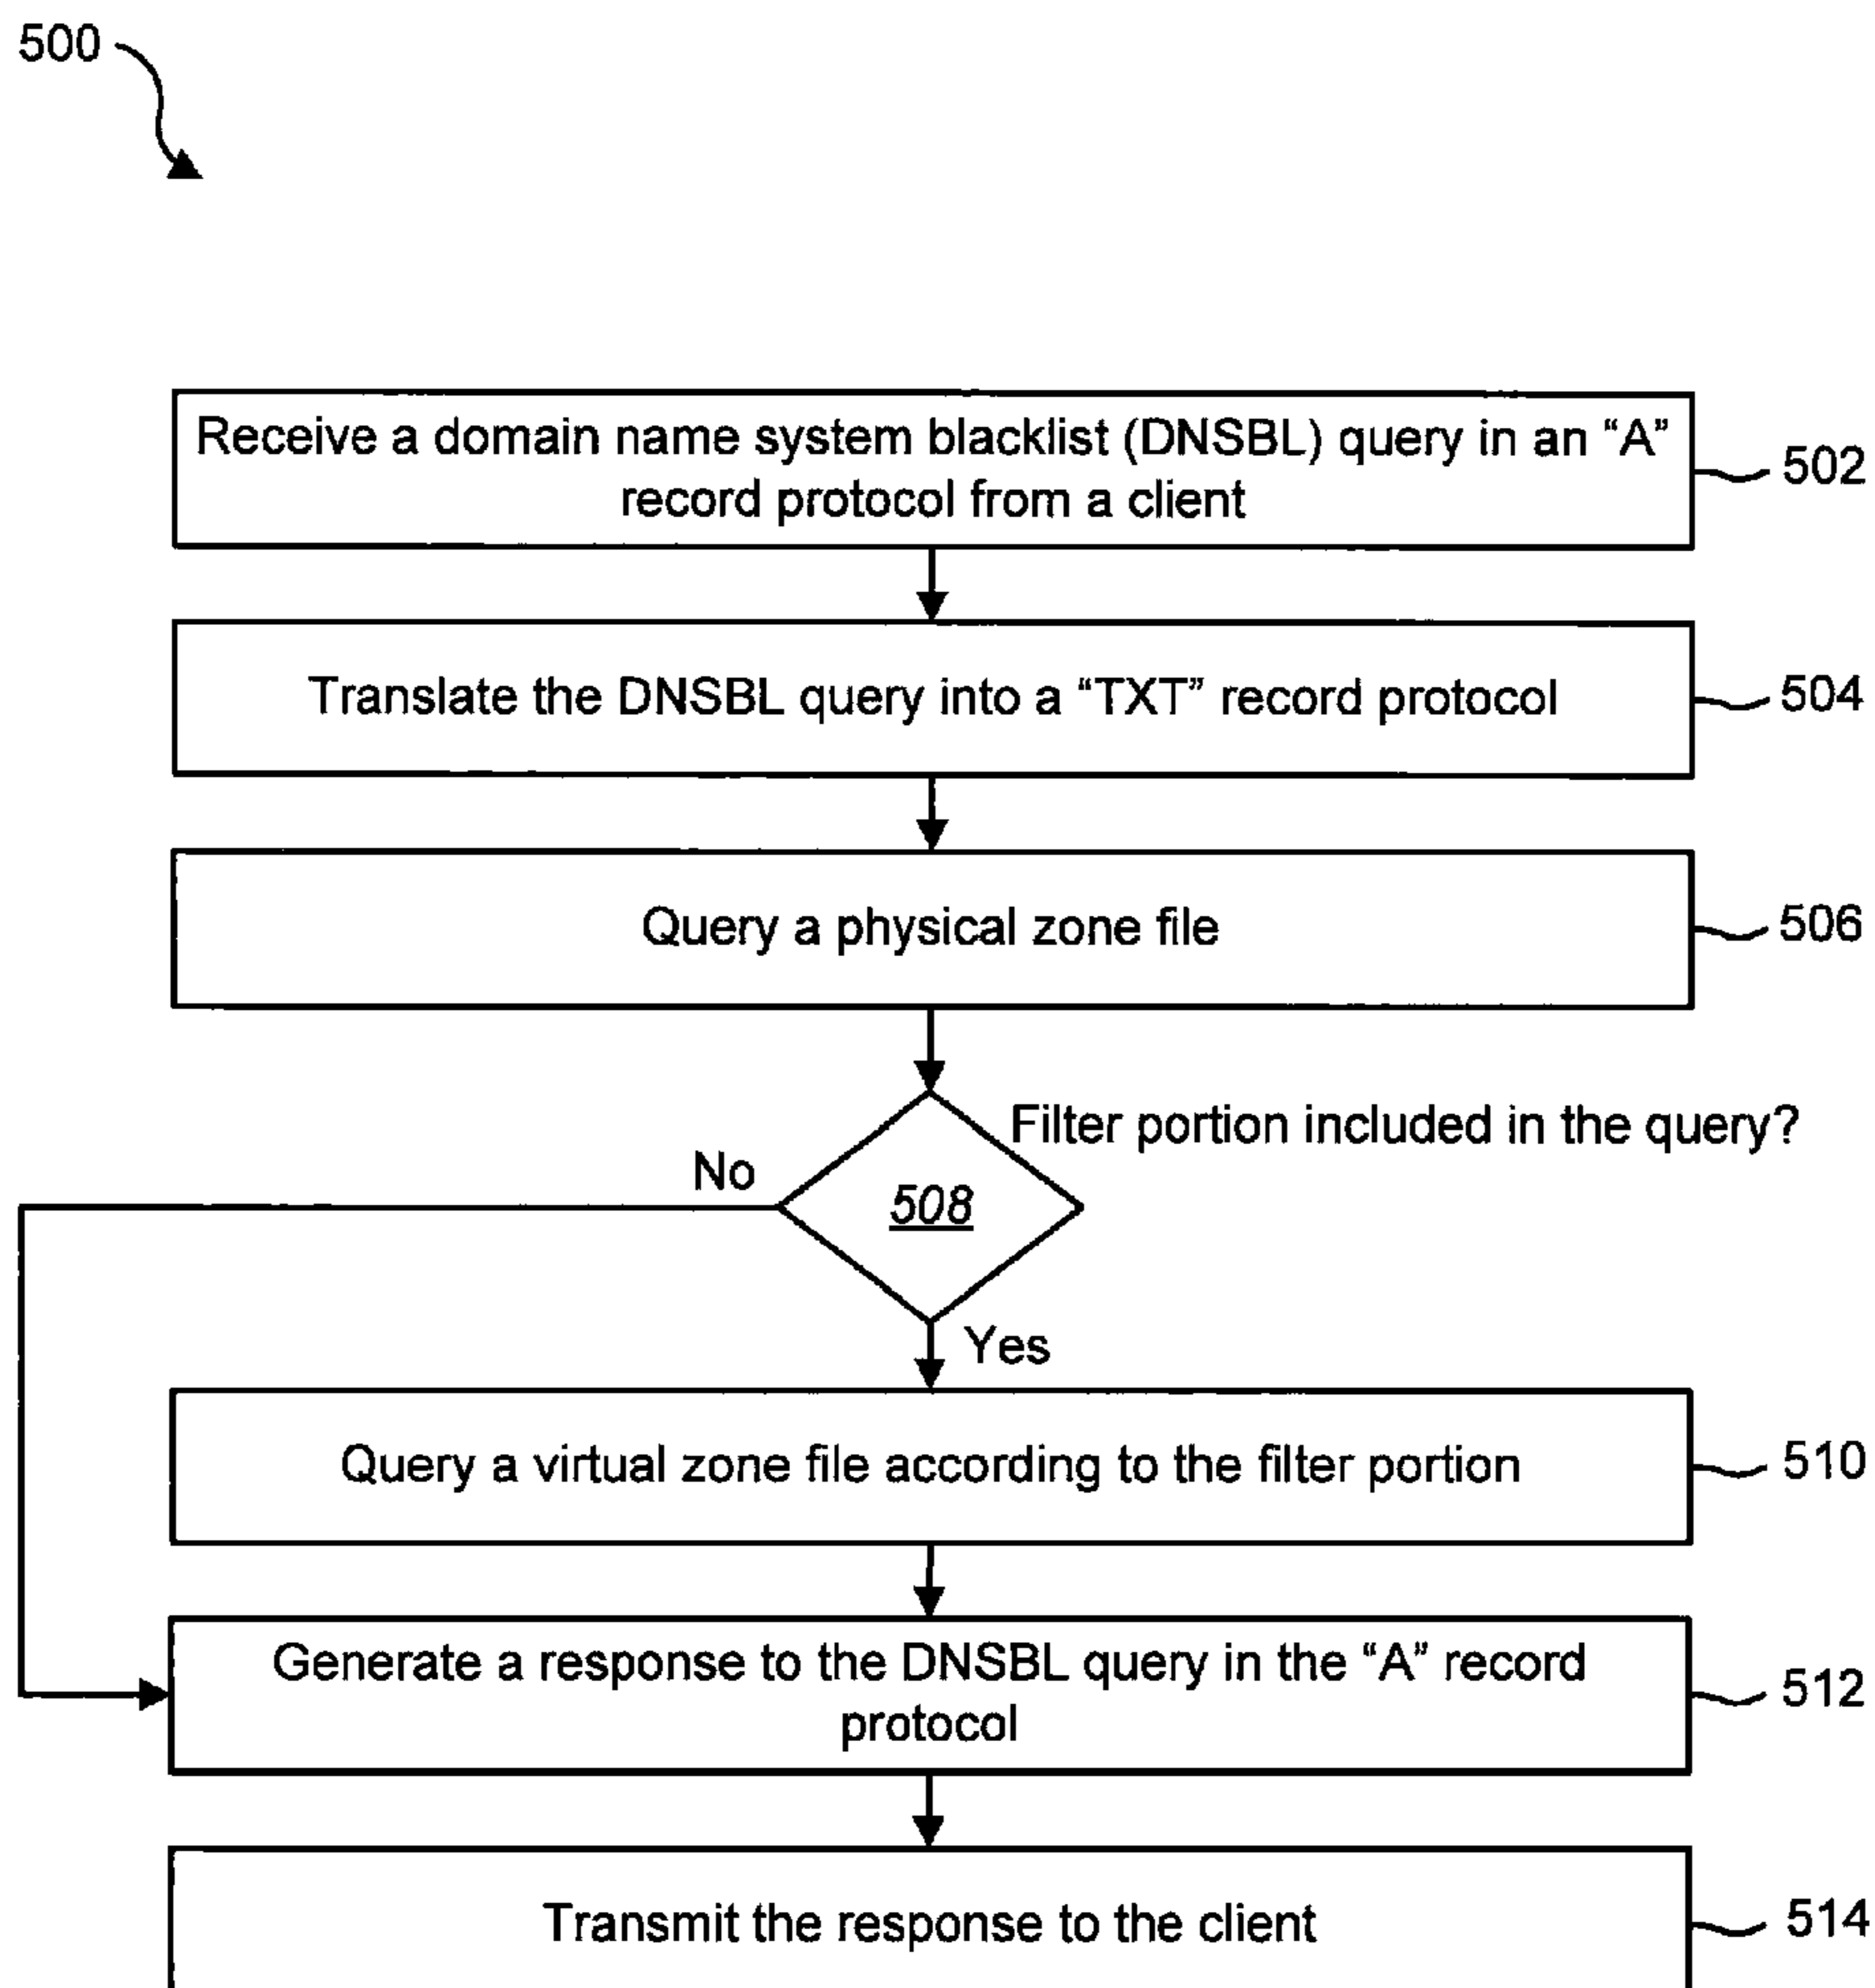 500
Receive a domain name system blacklist (DNSBL) query in an “A”
record protocol from a client
502
Translate the DNSBL query into a “TXT” record protocol
504
Query a physical zone file
506
Filter portion included in the query?
No
508
Yes
Query a virtual zone file according to the filter portion
510
Generate a response to the DNSBL query in the “A” record
protocol
512
Transmit the response to the client
514